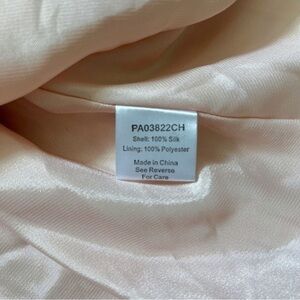 PA03822CH
Shell: 100% Silk
Lining: 100% Polyester
Made in China
See Reverse
For Care